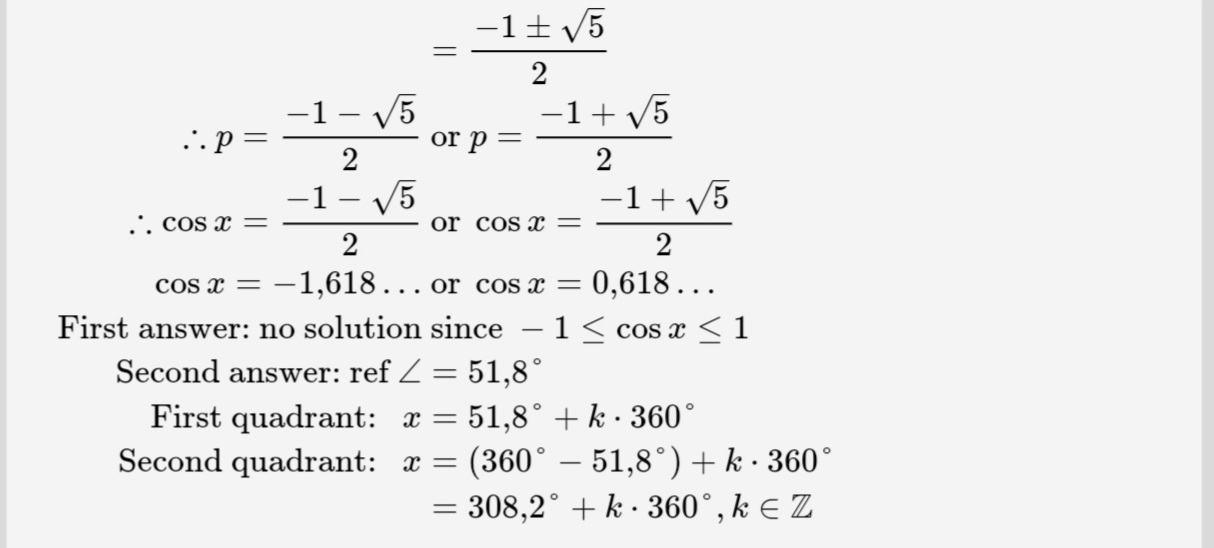 = (−1 ± √5)/2
∴ p = (−1 − √5)/2 or p = (−1 + √5)/2
∴ cos x = (−1 − √5)/2 or cos x = (−1 + √5)/2
cos x = −1,618... or cos x = 0,618...
First answer: no solution since − 1 ≤ cos x ≤ 1
Second answer: ref ∠ = 51,8°
First quadrant: x = 51,8° + k · 360°
Second quadrant: x = (360° − 51,8°) + k · 360°
= 308,2° + k · 360°, k ∈ ℤ